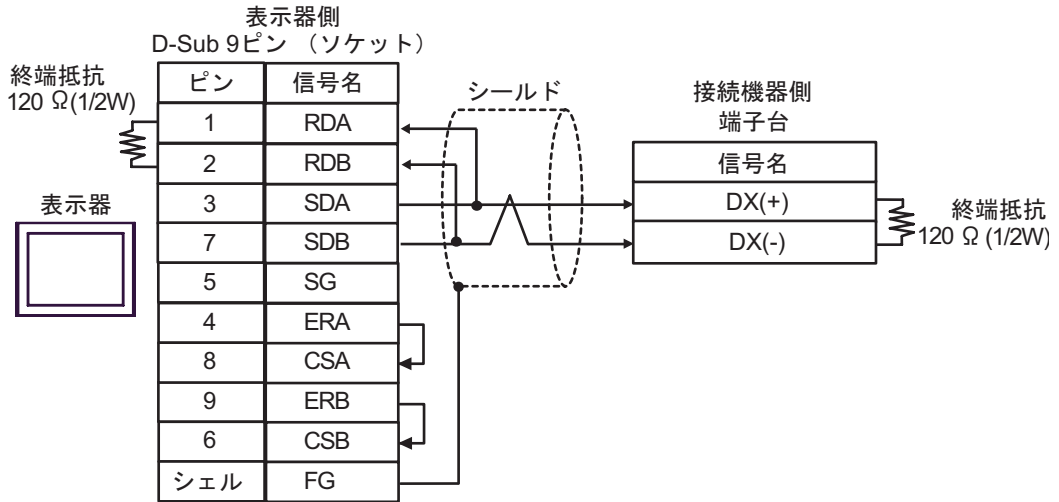 表示器側
D-Sub 9ピン （ソケット）
終端抵抗
120 Ω(1/2W)
ピン 信号名
1 RDA
2 RDB
3 SDA
7 SDB
5 SG
4 ERA
8 CSA
9 ERB
6 CSB
シェル FG
表示器
シールド
接続機器側
端子台
信号名
DX(+)
DX(-)
終端抵抗
120 Ω (1/2W)